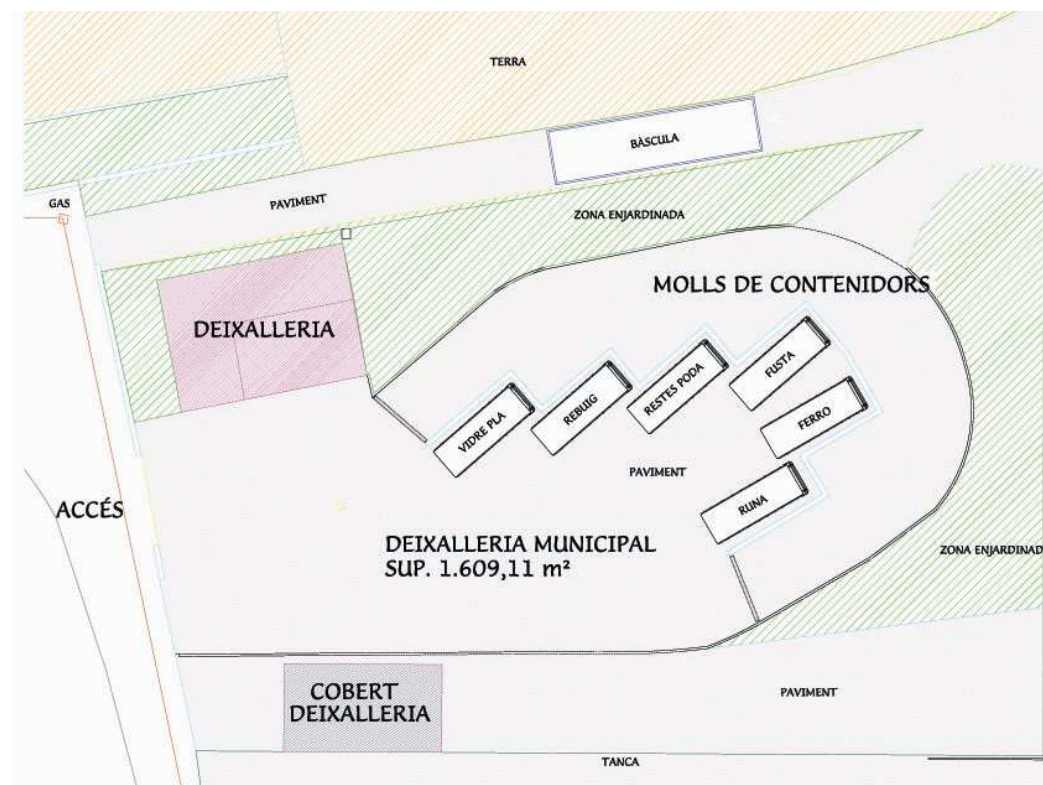 TERRA
BÀSCULA
GAS
PAVIMENT
ZONA ENJARDINADA
MOLLS DE CONTENIDORS
DEIXALLERIA
FUSTA
RESTES PODA
REBUIG
VIDRE PLA
FERRO
PAVIMENT
RUNA
ACCÉS
DEIXALLERIA MUNICIPAL
SUP. 1.609,11 m²
ZONA ENJARDINAD
COBERT
DEIXALLERIA
PAVIMENT
TANCA